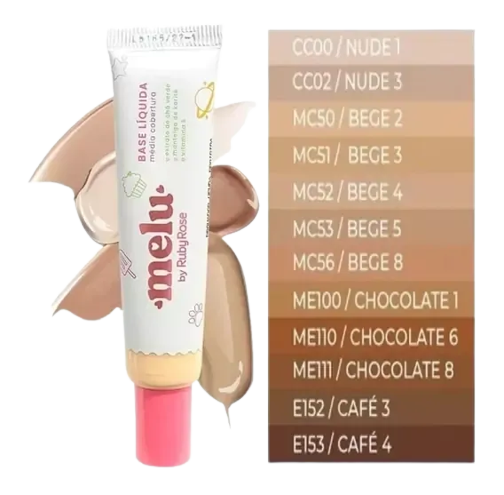 BASE LÍQUIDA
média cobertura
melu
by Ruby Rose
CC00 / NUDE 1
CC02 / NUDE 3
MC50 / BEGE 2
MC51 / BEGE 3
MC52 / BEGE 4
MC53 / BEGE 5
MC56 / BEGE 8
ME100 / CHOCOLATE 1
ME110 / CHOCOLATE 6
ME111 / CHOCOLATE 8
E152 / CAFÉ 3
E153 / CAFÉ 4